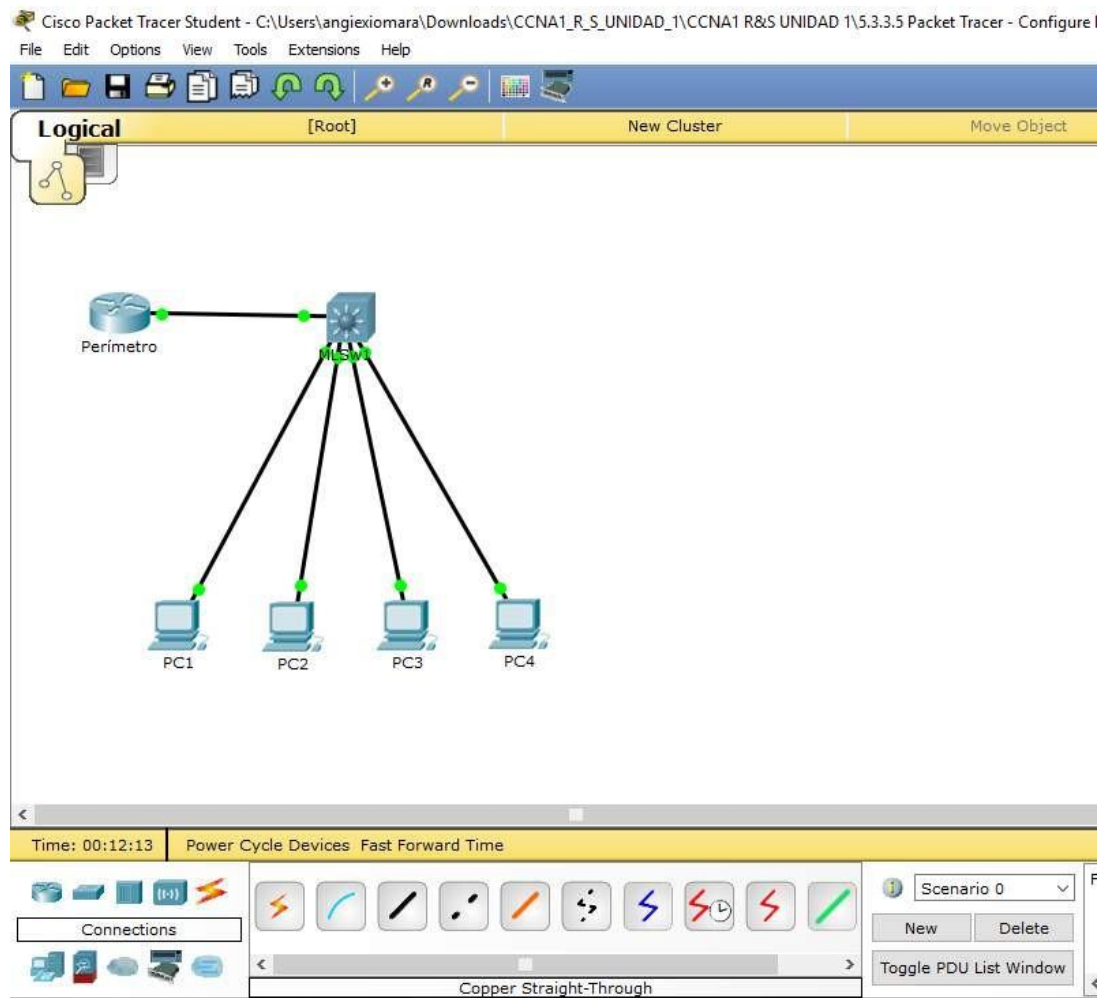 Cisco Packet Tracer Student - C:\Users\angiexiomara\Downloads\CCNA1_R_S_UNIDAD_1\CCNA1 R&S UNIDAD 1\5.3.3.5 Packet Tracer - Configure
File Edit Options View Tools Extensions Help
Logical [Root] New Cluster Move Object
Perímetro
MLSw1
PC1 PC2 PC3 PC4
Time: 00:12:13 Power Cycle Devices Fast Forward Time
Scenario 0
Connections New Delete
Toggle PDU List Window
Copper Straight-Through